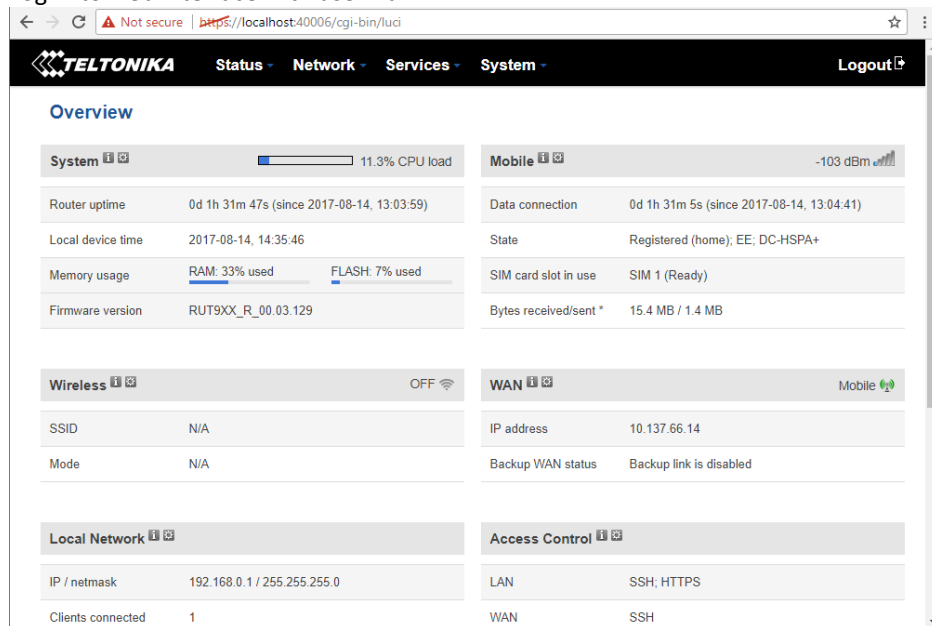 Not secure | https://localhost:40006/cgi-bin/luci
TELTONIKA Status Network Services System Logout
Overview
System 11.3% CPU load
Router uptime 0d 1h 31m 47s (since 2017-08-14, 13:03:59)
Local device time 2017-08-14, 14:35:46
Memory usage RAM: 33% used FLASH: 7% used
Firmware version RUT9XX_R_00.03.129
Mobile -103 dBm
Data connection 0d 1h 31m 5s (since 2017-08-14, 13:04:41)
State Registered (home); EE; DC-HSPA+
SIM card slot in use SIM 1 (Ready)
Bytes received/sent * 15.4 MB / 1.4 MB
Wireless OFF
SSID N/A
Mode N/A
WAN Mobile
IP address 10.137.66.14
Backup WAN status Backup link is disabled
Local Network
IP / netmask 192.168.0.1 / 255.255.255.0
Clients connected 1
Access Control
LAN SSH; HTTPS
WAN SSH